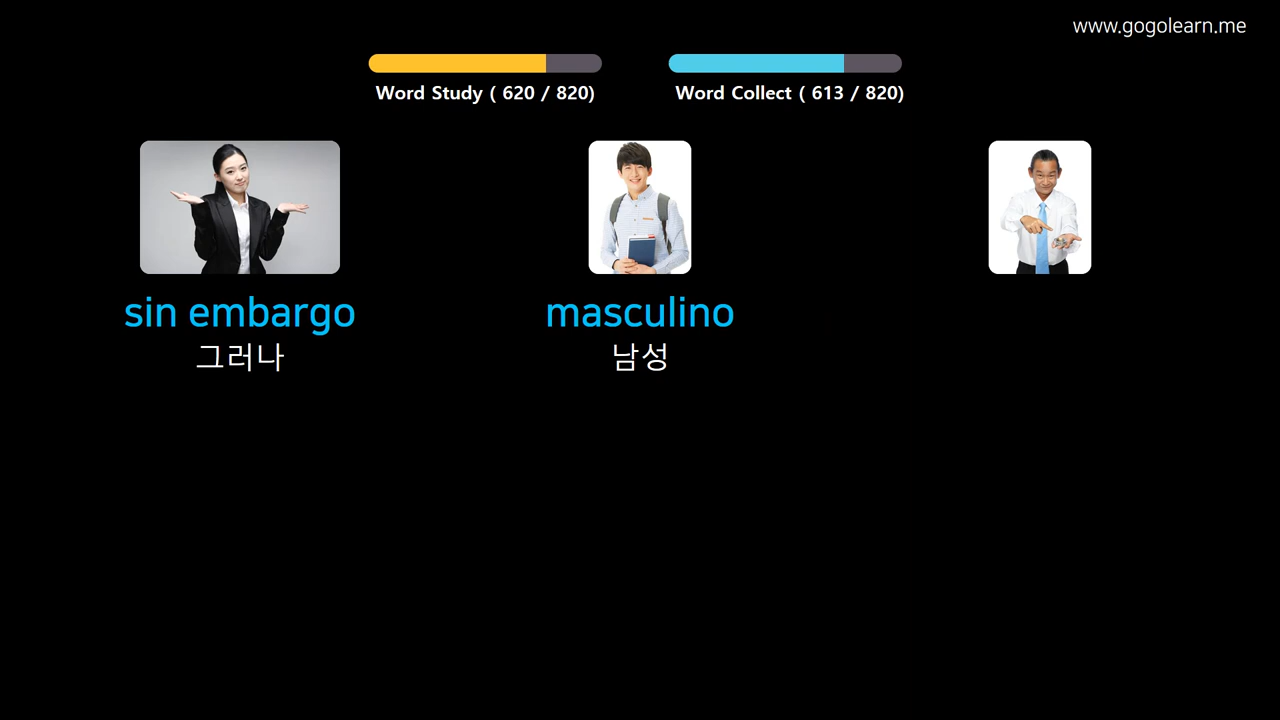 www.gogolearn.me
Word Study ( 620 / 820)
Word Collect ( 613 / 820)
sin embargo
masculino
그러나
남성